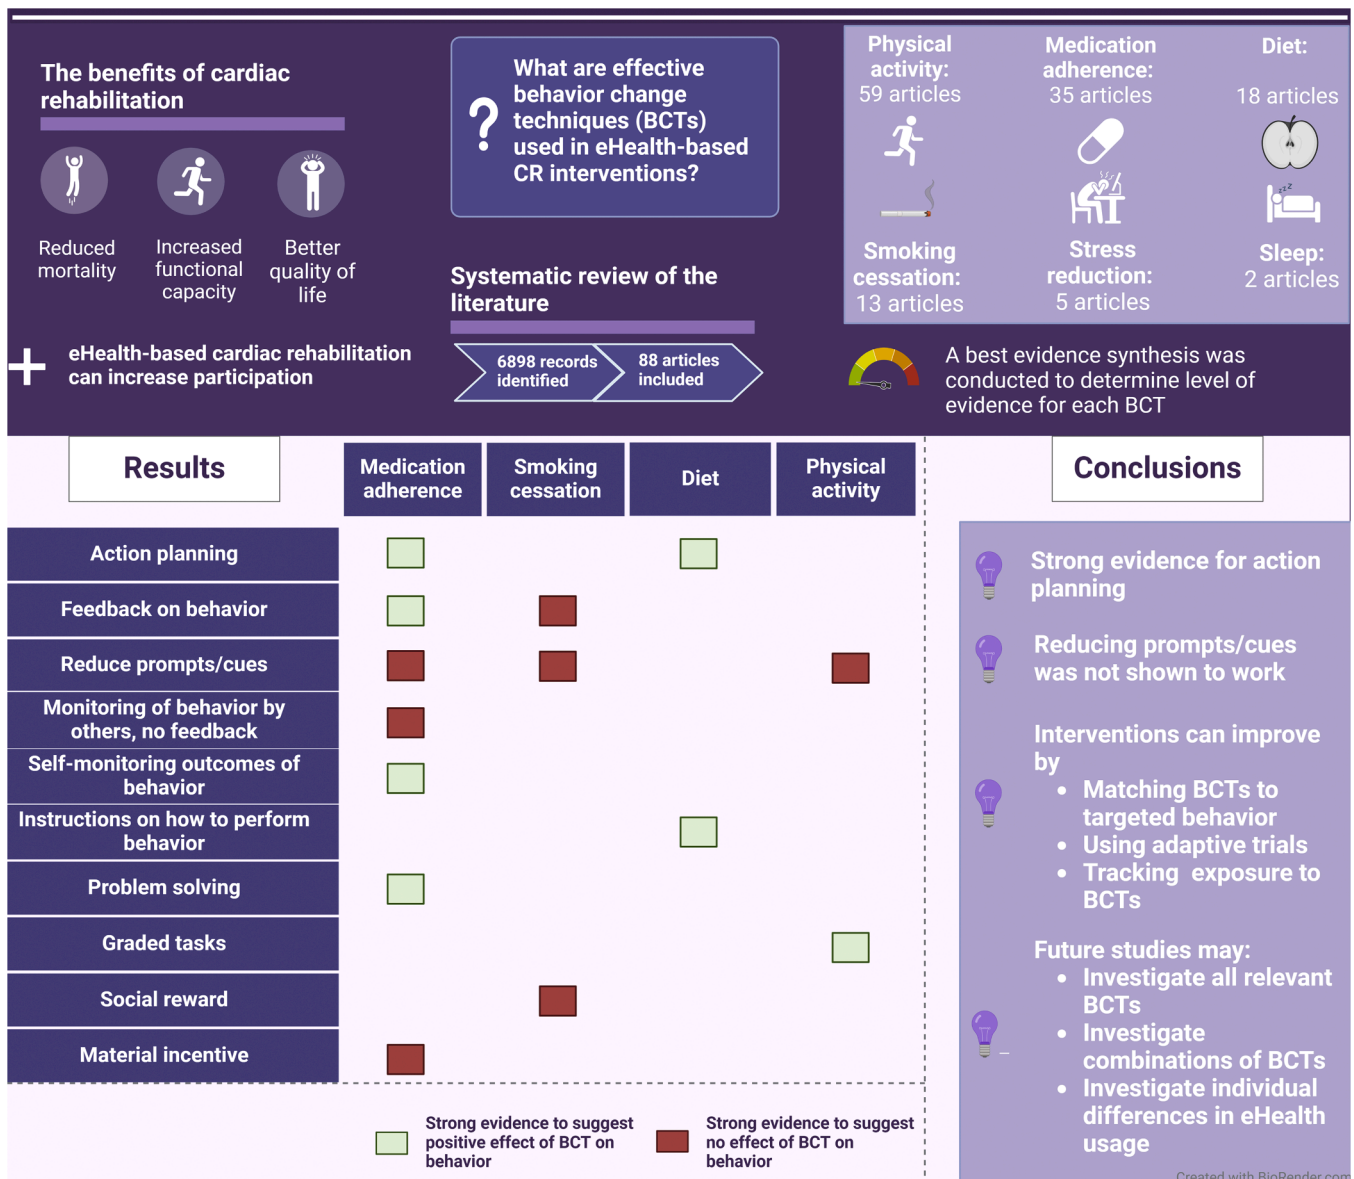 The benefits of cardiac
rehabilitation
Reduced
mortality
Increased
functional
capacity
Better
quality of
life
eHealth-based cardiac rehabilitation
can increase participation
?
What are effective
behavior change
techniques (BCTs)
used in eHealth-based
CR interventions?
Systematic review of the
literature
6898 records
identified
88 articles
included
Physical
activity:
59 articles
Medication
adherence:
35 articles
Diet:
18 articles
Smoking
cessation:
13 articles
Stress
reduction:
5 articles
zzz
Sleep:
2 articles
A best evidence synthesis was
conducted to determine level of
evidence for each BCT
Results
Medication
adherence
Smoking
cessation
Diet
Physical
activity
Action planning
Feedback on behavior
Reduce prompts/cues
Monitoring of behavior by
others, no feedback
Self-monitoring outcomes of
behavior
Instructions on how to perform
behavior
Problem solving
Graded tasks
Social reward
Material incentive
Strong evidence to suggest
positive effect of BCT on
behavior
Strong evidence to suggest
no effect of BCT on
behavior
Conclusions
Strong evidence for action
planning
Reducing prompts/cues
was not shown to work
Interventions can improve
by
• Matching BCTs to
targeted behavior
• Using adaptive trials
• Tracking exposure to
BCTs
Future studies may:
• Investigate all relevant
BCTs
• Investigate
combinations of BCTs
• Investigate individual
differences in eHealth
usage
Created with BioRender.com